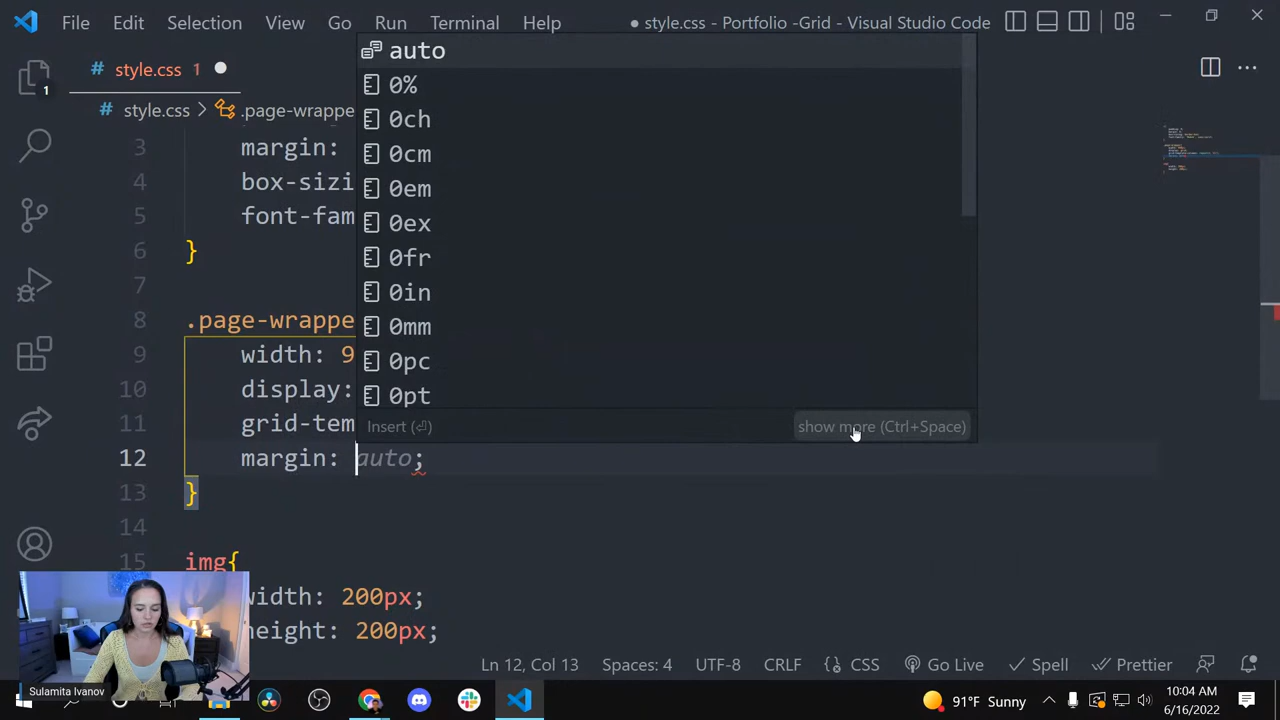 File Edit Selection View Go Run Terminal Help ● style.css - Portfolio -Grid - Visual Studio Code
# style.css 1
# style.css > .page-wrappe
1
auto
0%
0ch
0cm
0em
0ex
0fr
0in
0mm
0pc
0pt
Insert (⏎) show more (Ctrl+Space)
3 margin:
4 box-sizi
5 font-fam
6 }
7
8 .page-wrappe
9 width: 9
10 display:
11 grid-tem
12 margin: auto;
13 }
14
15 img{
width: 200px;
height: 200px;
Sulamita Ivanov
Ln 12, Col 13 Spaces: 4 UTF-8 CRLF {} CSS Go Live Spell Prettier
91°F Sunny
10:04 AM
6/16/2022